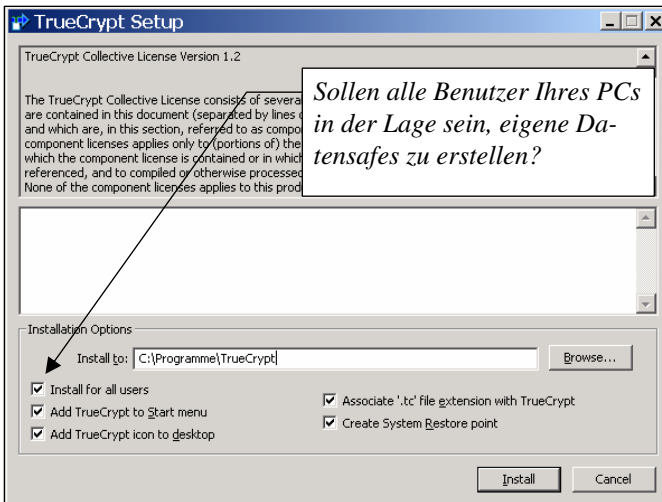 TrueCrypt Setup
TrueCrypt Collective License Version 1.2
The TrueCrypt Collective License consists of
are contained in this document (separated by lines
and which are, in this section, referred to as
component licenses applies only to (portions of) the
which the component license is contained or in which
referenced, and to compiled or otherwise processed
None of the component licenses applies to this
Sollen alle Benutzer Ihres PCs
in der Lage sein, eigene Da-
tensafes zu erstellen?
Installation Options
Install to: C:\Programme\TrueCrypt
Browse...
Install for all users
Add TrueCrypt to Start menu
Add TrueCrypt icon to desktop
Associate '.tc' file extension with TrueCrypt
Create System Restore point
Install
Cancel